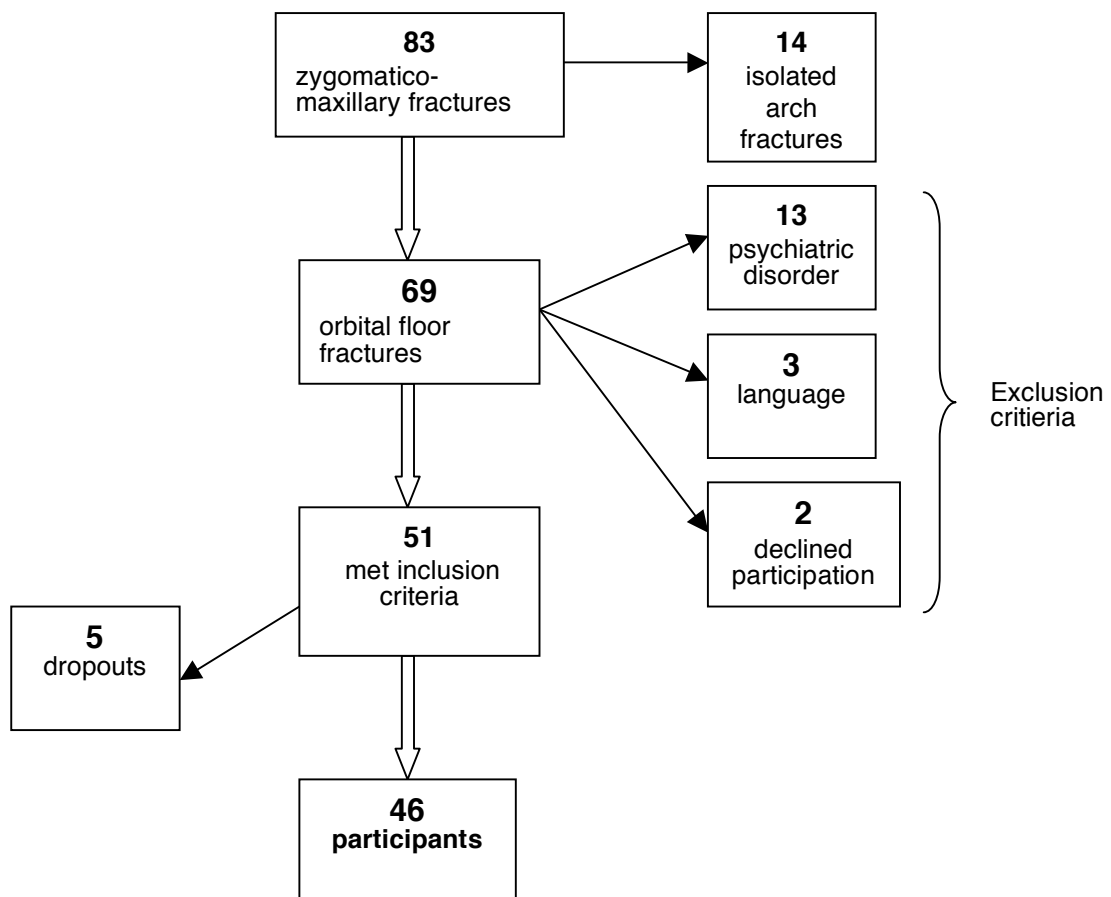 83
zygomatico-
maxillary fractures
14
isolated
arch
fractures
69
orbital floor
fractures
13
psychiatric
disorder
3
language
2
declined
participation
Exclusion
critieria
51
met inclusion
criteria
5
dropouts
46
participants